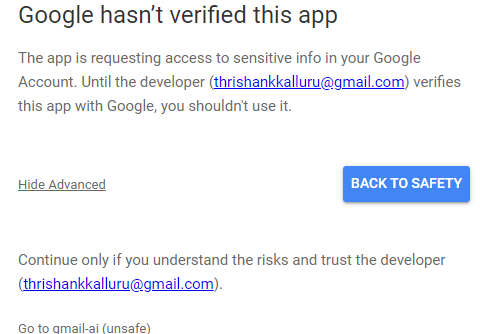 Google hasn’t verified this app
The app is requesting access to sensitive info in your Google
Account. Until the developer (thrishankkalluru@gmail.com) verifies
this app with Google, you shouldn't use it.
Hide Advanced
BACK TO SAFETY
Continue only if you understand the risks and trust the developer
(thrishankkalluru@gmail.com).
Go to gmail-ai (unsafe)